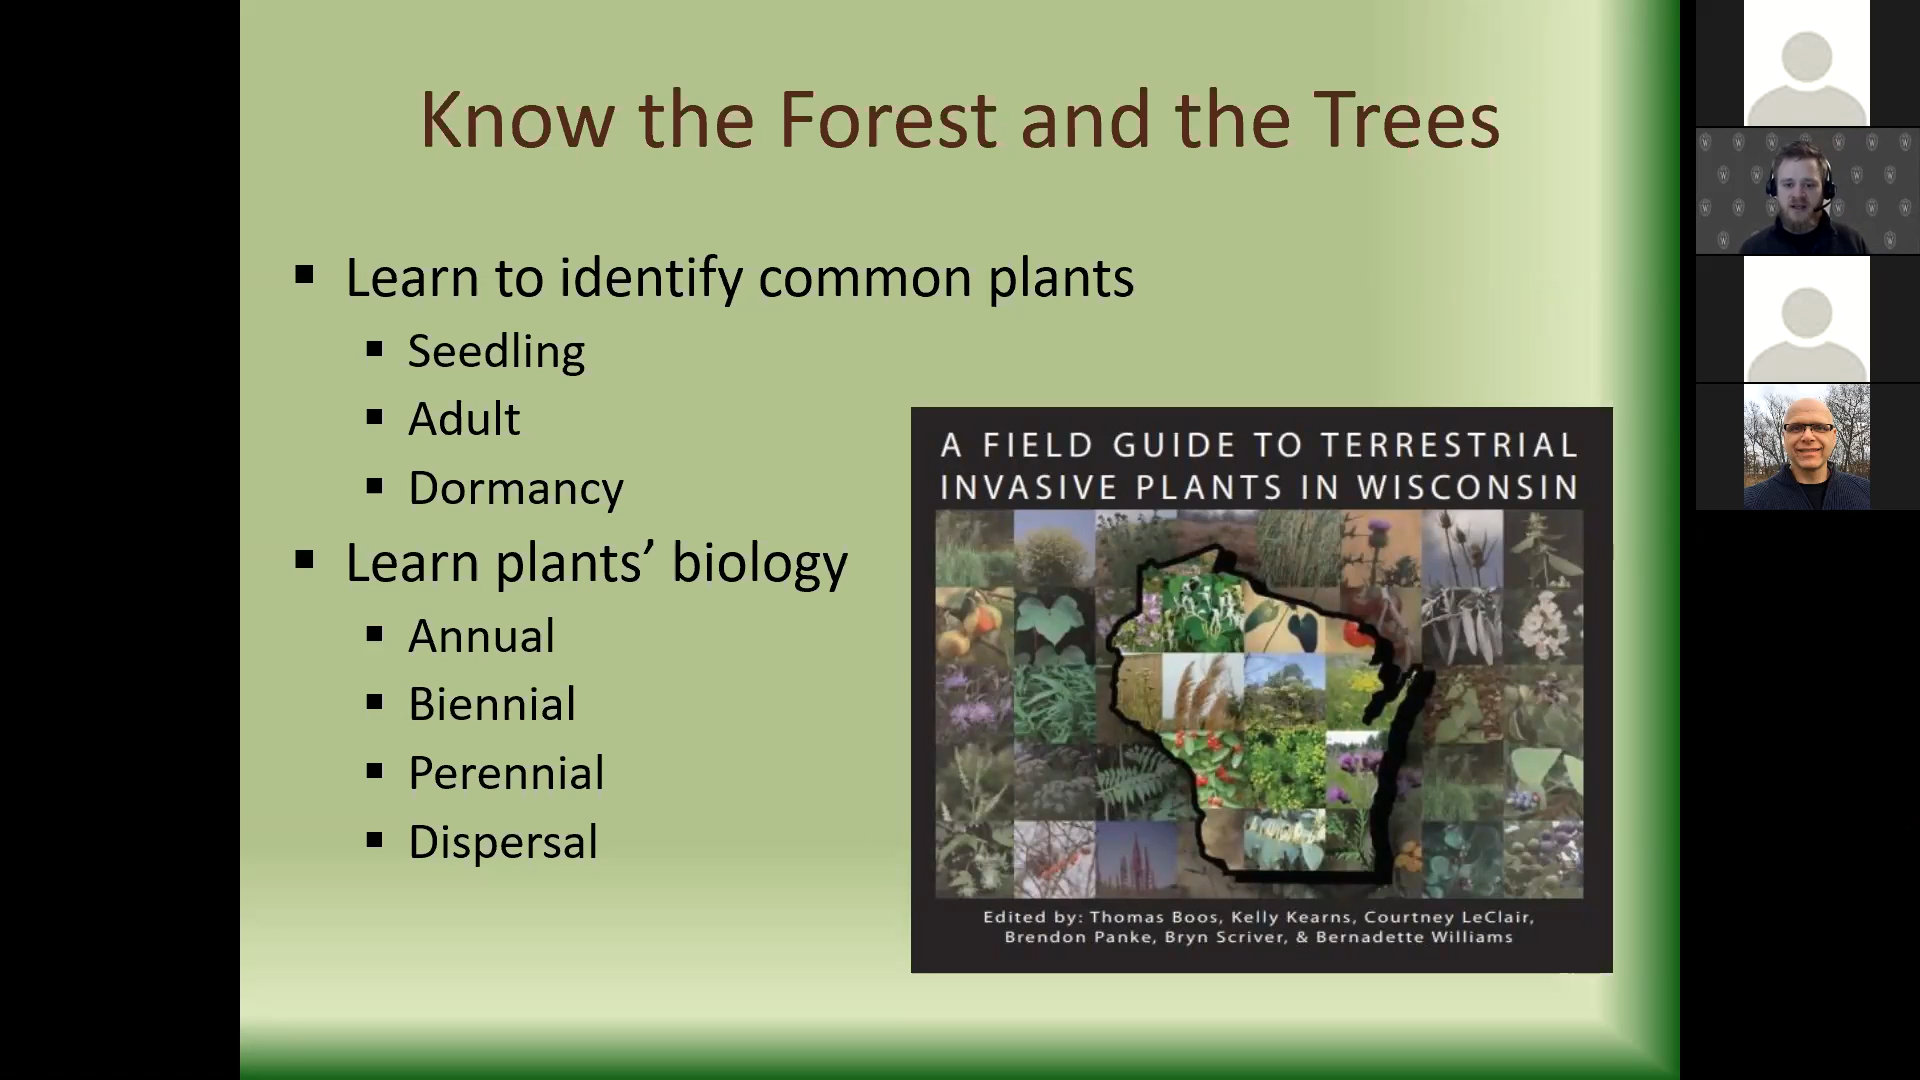 Know the Forest and the Trees
Learn to identify common plants
Seedling
Adult
Dormancy
Learn plants’ biology
Annual
Biennial
Perennial
Dispersal
A FIELD GUIDE TO TERRESTRIAL
INVASIVE PLANTS IN WISCONSIN
Edited by: Thomas Boos, Kelly Kearns, Courtney LeClair,
Brendon Panke, Bryn Scriver, & Bernadette Williams